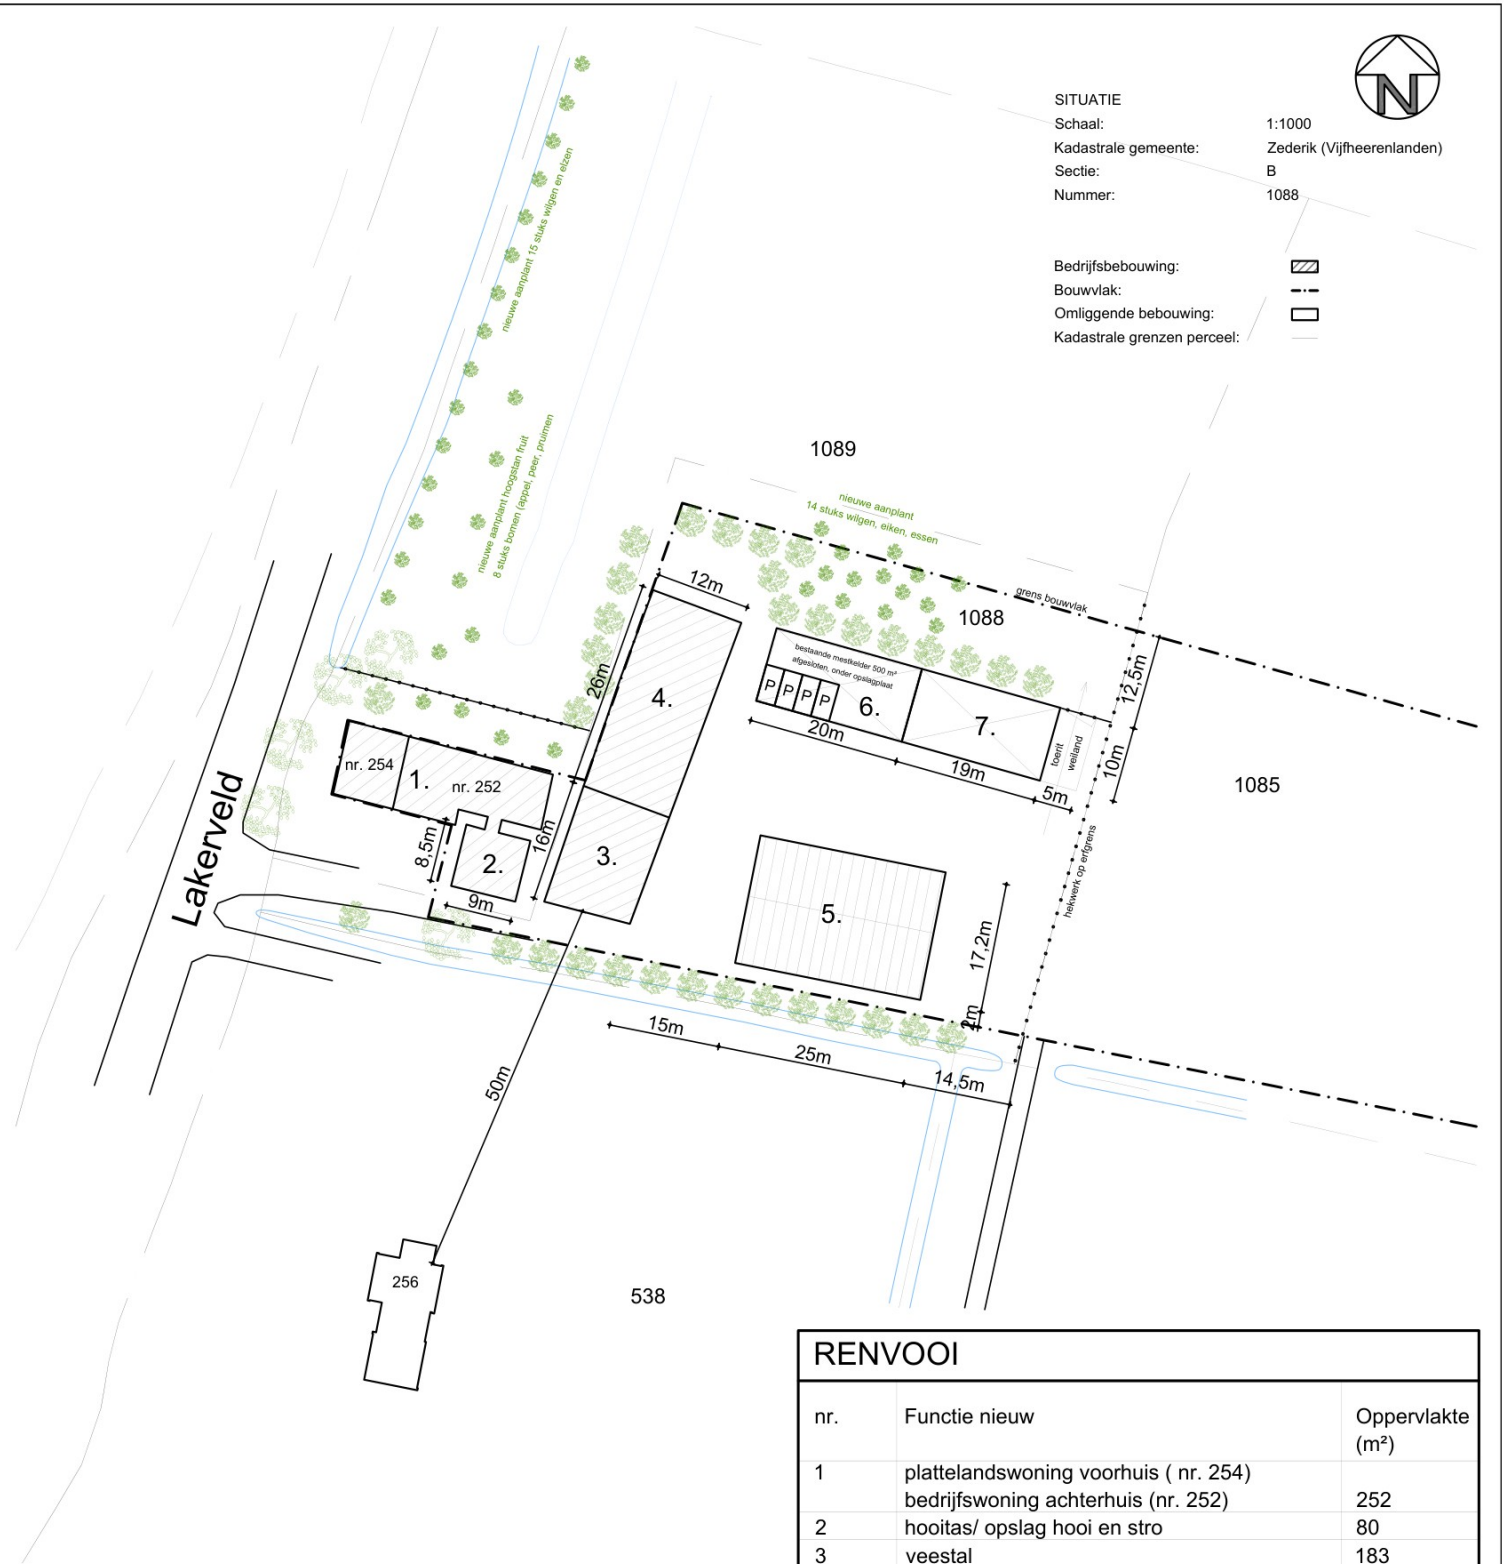 N
SITUATIE
Schaal: 1:1000
Kadastrale gemeente: Zederik (Vijfheerenlanden)
Sectie: B
Nummer: 1088
Bedrijfsbebouwing:
Bouwvlak:
Omliggende bebouwing:
Kadastrale grenzen perceel:
nieuwe aanplant 15 stuks wilgen en elzen
nieuwe aanplant hoogstan fruit
8 stuks bomen (appel, peer, pruimen
1089
nieuwe aanplant
14 stuks wilgen, eiken, essen
grens bouwvlak
1088
12m
26m
4.
bestaande mestkelder 500 m²
afgesloten, onder opslagplaat
P P P P
6.
7.
20m
19m
5m
toerit
weiland
12,5m
10m
1085
hekwerk op erfgrens
nr. 254
1.
nr. 252
8,5m
2.
9m
16m
3.
5.
17,2m
2m
Lakerveld
15m
25m
14,5m
50m
256
538
RENVOOI
nr. Functie nieuw Oppervlakte
(m²)
1 plattelandswoning voorhuis ( nr. 254)
bedrijfswoning achterhuis (nr. 252) 252
2 hooitas/ opslag hooi en stro 80
3 veestal 183